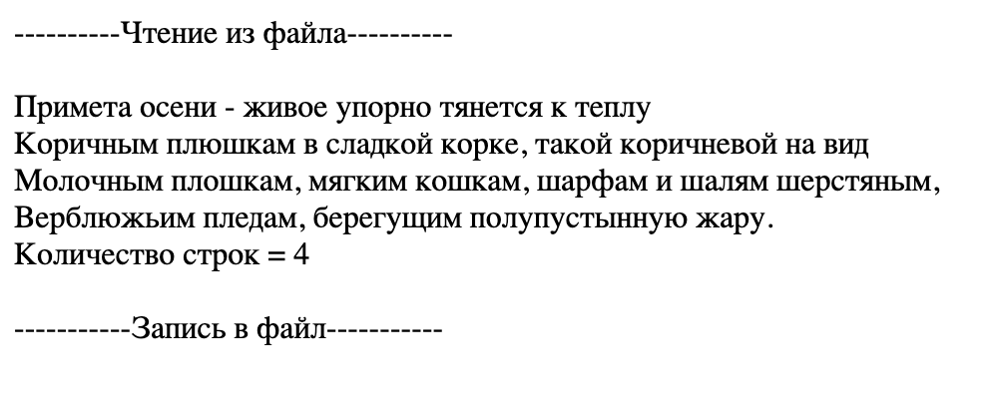 ----------Чтение из файла----------
Примета осени - живое упорно тянется к теплу
Коричным плюшкам в сладкой корке, такой коричневой на вид
Молочным плошкам, мягким кошкам, шарфам и шалям шерстяным,
Верблюжьим пледам, берегущим полупустынную жару.
Количество строк = 4
-----------Запись в файл-----------